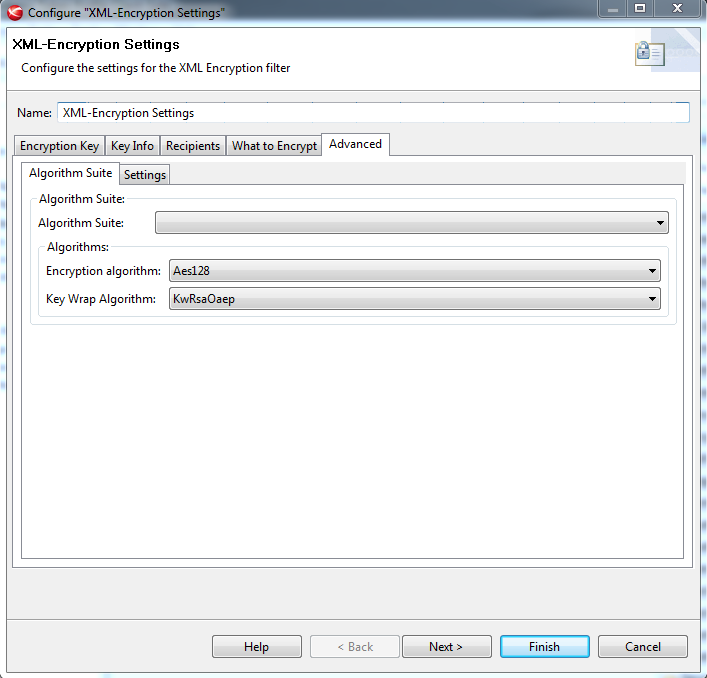 Configure "XML-Encryption Settings"
XML-Encryption Settings
Configure the settings for the XML Encryption filter
Name: XML-Encryption Settings
Encryption Key Key Info Recipients What to Encrypt Advanced
Algorithm Suite Settings
Algorithm Suite:
Algorithm Suite:
Algorithms:
Encryption algorithm: Aes128
Key Wrap Algorithm: KwRsaOaep
Help < Back Next > Finish Cancel